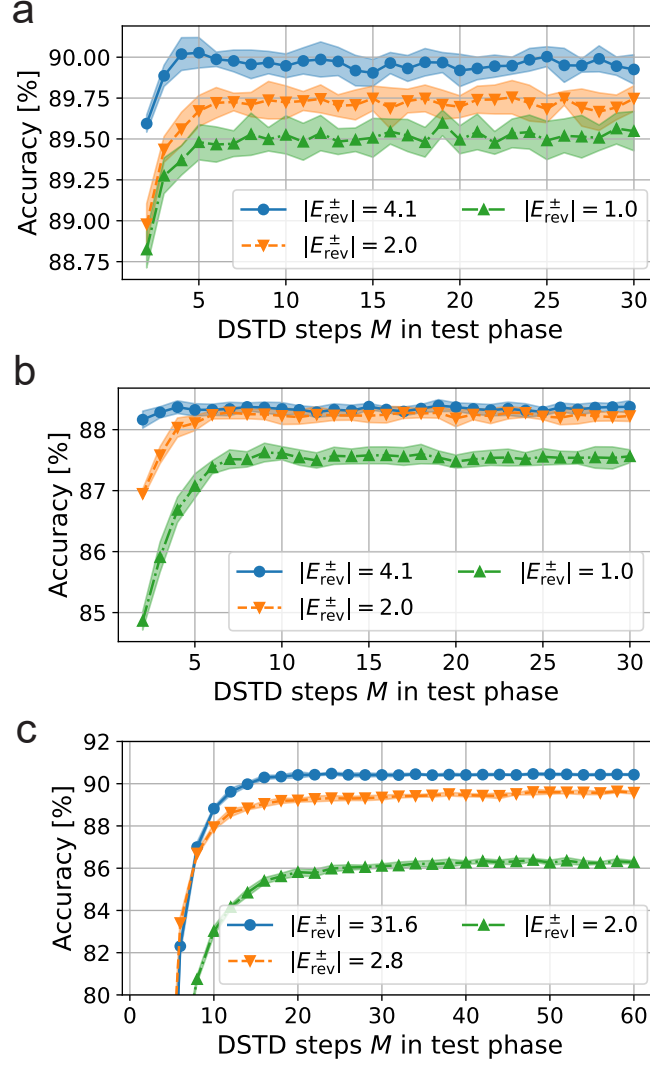 a
Accuracy [%]
90.00
89.75
89.50
89.25
89.00
88.75
|E±rev| = 4.1
|E±rev| = 2.0
|E±rev| = 1.0
5 10 15 20 25 30
DSTD steps M in test phase
b
Accuracy [%]
88
87
86
85
|E±rev| = 4.1
|E±rev| = 2.0
|E±rev| = 1.0
5 10 15 20 25 30
DSTD steps M in test phase
c
Accuracy [%]
92
90
88
86
84
82
80
|E±rev| = 31.6
|E±rev| = 2.8
|E±rev| = 2.0
0 10 20 30 40 50 60
DSTD steps M in test phase